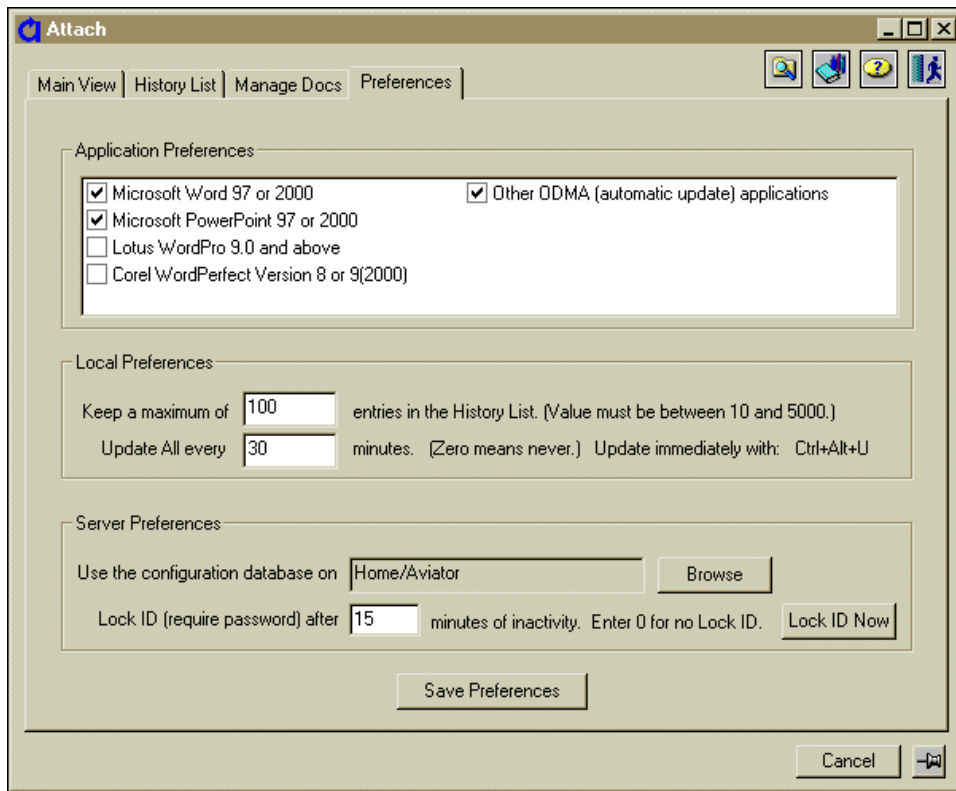 Attach
Main View History List Manage Docs Preferences
Application Preferences
Microsoft Word 97 or 2000 Other ODMA (automatic update) applications
Microsoft PowerPoint 97 or 2000
Lotus WordPro 9.0 and above
Corel WordPerfect Version 8 or 9(2000)
Local Preferences
Keep a maximum of 100 entries in the History List. (Value must be between 10 and 5000.)
Update All every 30 minutes. (Zero means never.) Update immediately with: Ctrl+Alt+U
Server Preferences
Use the configuration database on Home/Aviator Browse
Lock ID (require password) after 15 minutes of inactivity. Enter 0 for no Lock ID. Lock ID Now
Save Preferences
Cancel